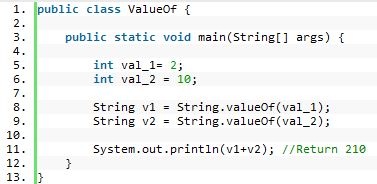 1. public class ValueOf {
2.
3.     public static void main(String[] args) {
4.
5.         int val_1= 2;
6.         int val_2 = 10;
7.
8.         String v1 = String.valueOf(val_1);
9.         String v2 = String.valueOf(val_2);
10.
11.         System.out.println(v1+v2); //Return 210
12.     }
13. }